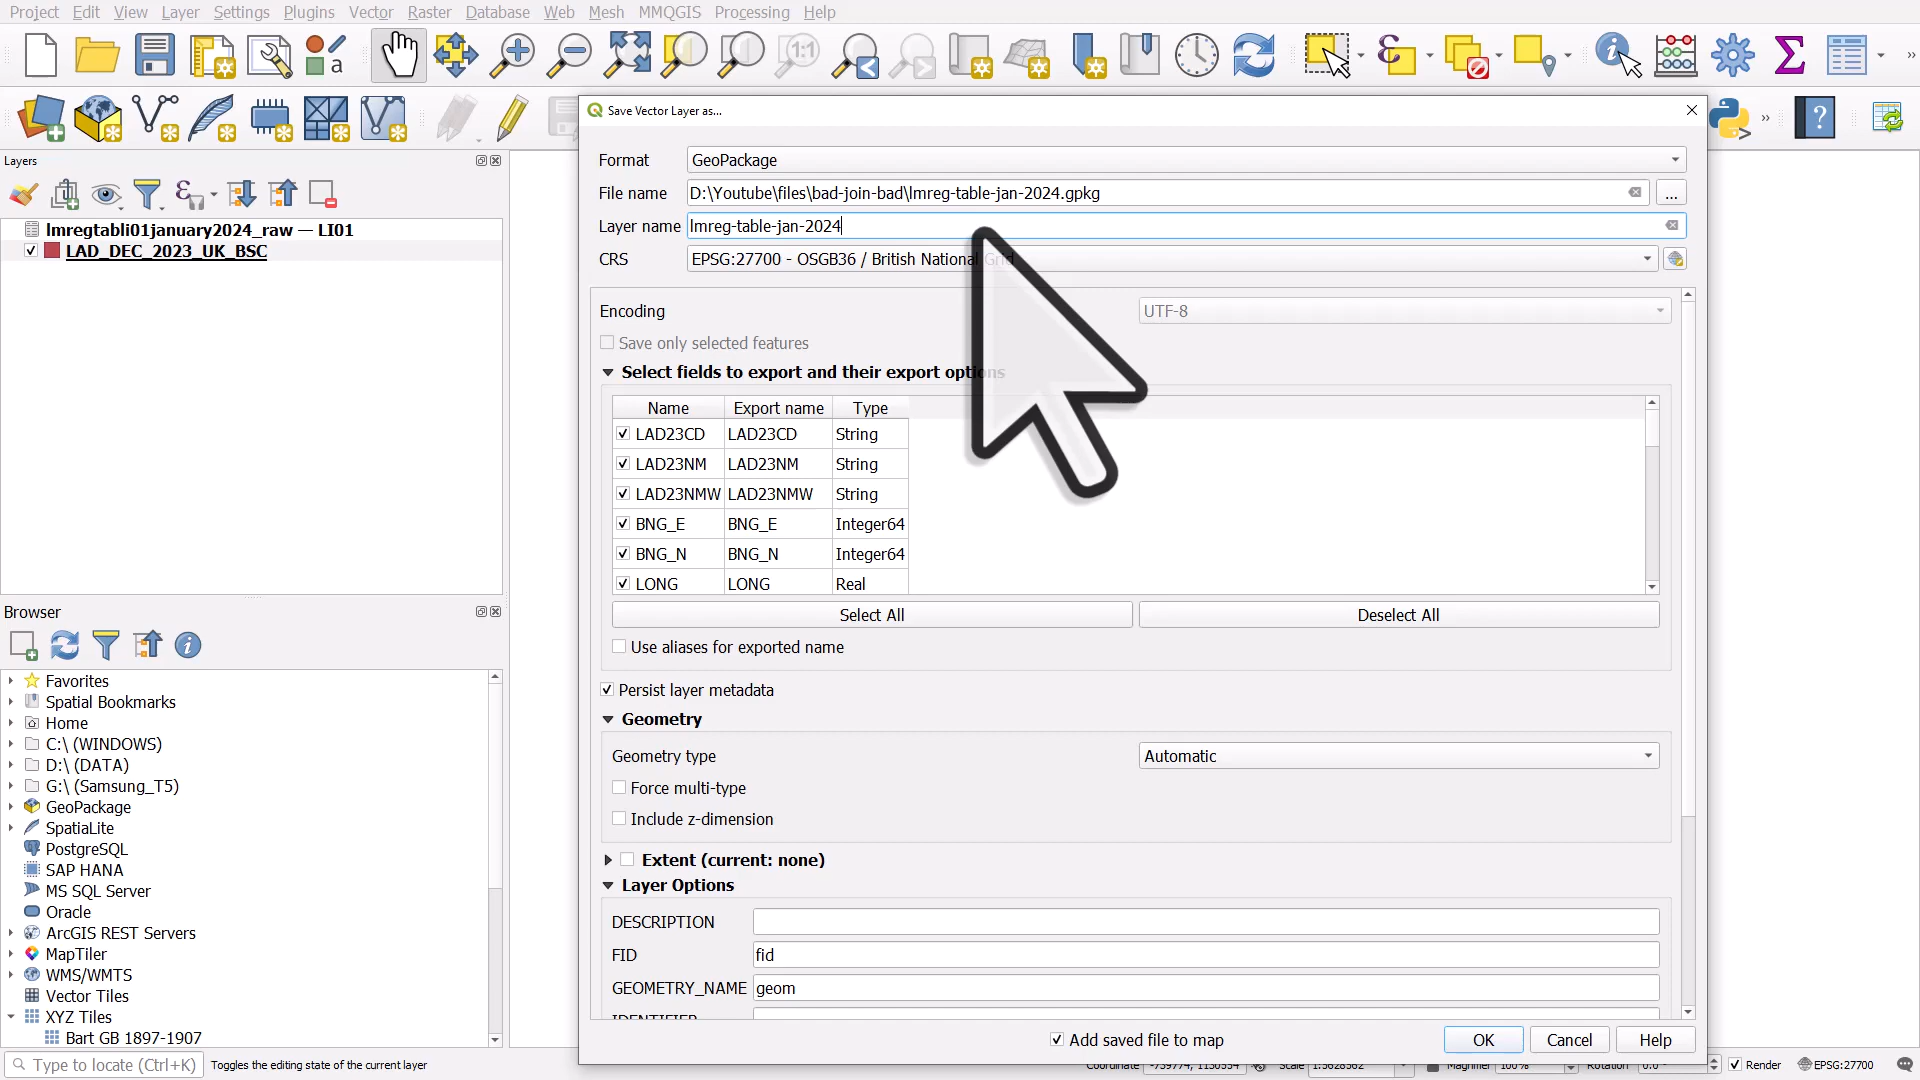 Project Edit View Layer Settings Plugins Vector Raster Database Web Mesh MMQGIS Processing Help
Save Vector Layer as...
Format GeoPackage
File name D:\Youtube\files\bad-join-bad\lmreg-table-jan-2024.gpkg ...
Layer name lmreg-table-jan-2024
CRS EPSG:27700 - OSGB36 / British National Grid
Encoding UTF-8
Save only selected features
Select fields to export and their export options
Name Export name Type
LAD23CD LAD23CD String
LAD23NM LAD23NM String
LAD23NMW LAD23NMW String
BNG_E BNG_E Integer64
BNG_N BNG_N Integer64
LONG LONG Real
Select All Deselect All
Use aliases for exported name
Persist layer metadata
Geometry
Geometry type Automatic
Force multi-type
Include z-dimension
Extent (current: none)
Layer Options
DESCRIPTION
FID fid
GEOMETRY_NAME geom
IDENTIFIER
Add saved file to map OK Cancel Help
Layers
lmregtabli01january2024_raw — LI01
LAD_DEC_2023_UK_BSC
Browser
Favorites
Spatial Bookmarks
Home
C:\ (WINDOWS)
D:\ (DATA)
G:\ (Samsung_T5)
GeoPackage
SpatiaLite
PostgreSQL
SAP HANA
MS SQL Server
Oracle
ArcGIS REST Servers
MapTiler
WMS/WMTS
Vector Tiles
XYZ Tiles
Bart GB 1897-1907
Type to locate (Ctrl+K) Toggles the editing state of the current layer Coordinate Scale Magnifier 100% Rotation Render EPSG:27700